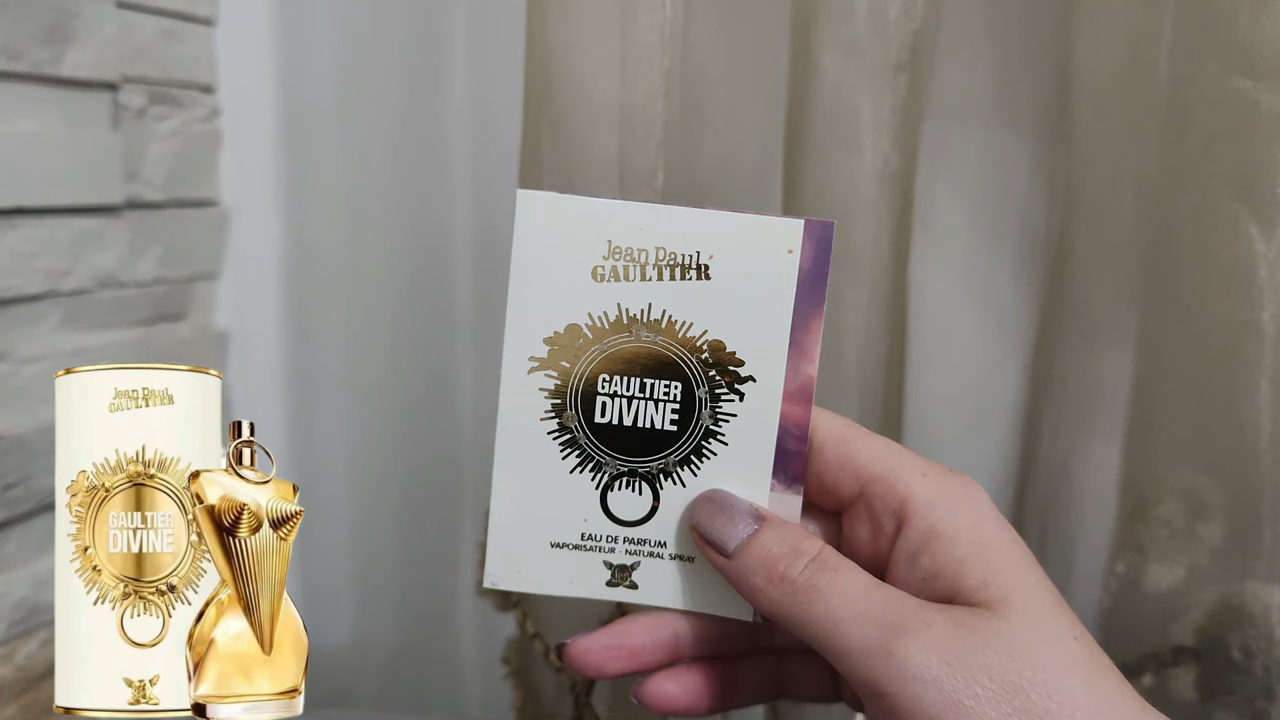 Jean Paul
GAULTIER
GAULTIER
DIVINE
EAU DE PARFUM
VAPORISATEUR - NATURAL SPRAY
Jean Paul
GAULTIER
GAULTIER
DIVINE